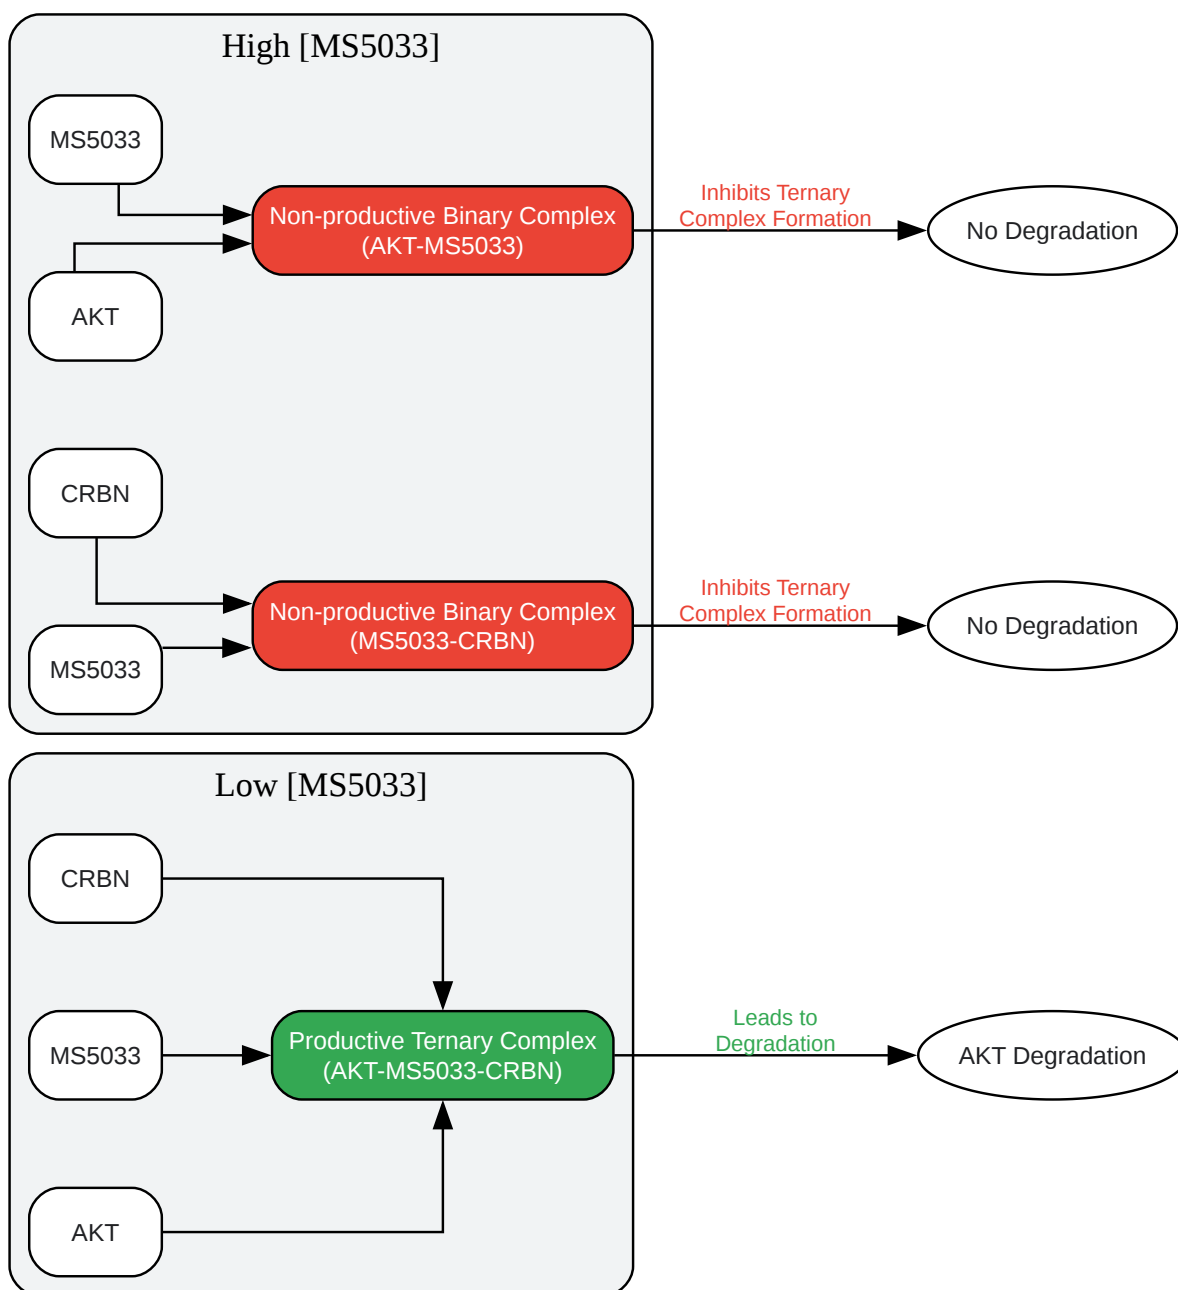 High [MS5033]
MS5033
Non-productive Binary Complex
(AKT-MS5033)
Inhibits Ternary
Complex Formation
No Degradation
AKT
CRBN
Non-productive Binary Complex
(MS5033-CRBN)
Inhibits Ternary
Complex Formation
No Degradation
MS5033
Low [MS5033]
CRBN
MS5033
Productive Ternary Complex
(AKT-MS5033-CRBN)
Leads to
Degradation
AKT Degradation
AKT